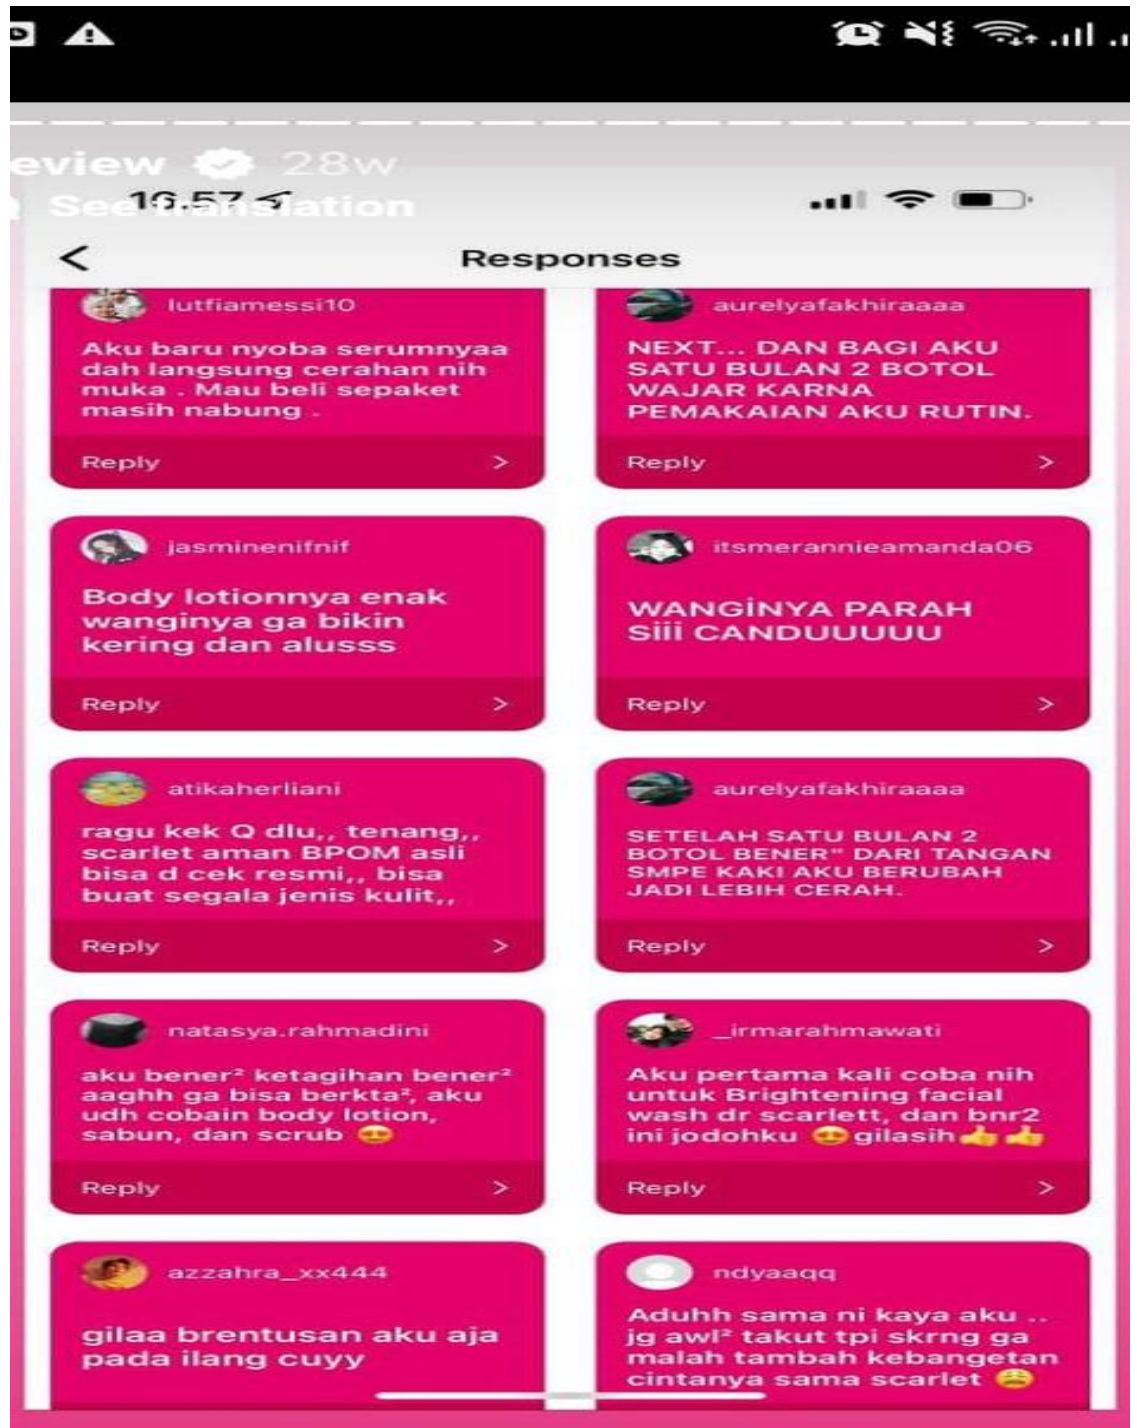 eview 28w
16.57
See translation
Responses
lutfiamessi10
Aku baru nyoba serumnyaa
dah langsung cerahan nih
muka . Mau beli sepaket
masih nabung .
Reply >
aurelyafakhiraaaa
NEXT... DAN BAGI AKU
SATU BULAN 2 BOTOL
WAJAR KARNA
PEMAKAIAN AKU RUTIN.
Reply >
jasminenifnif
Body lotionnya enak
wanginya ga bikin
kering dan alusss
Reply >
itsmerannieamanda06
WANGİNYA PARAH
Sİİİ CANDUUUUU
Reply >
atikaherliani
ragu kek Q dlu,, tenang,,
scarlet aman BPOM asli
bisa d cek resmi,, bisa
buat segala jenis kulit,,
Reply >
aurelyafakhiraaaa
SETELAH SATU BULAN 2
BOTOL BENER" DARI TANGAN
SMPE KAKI AKU BERUBAH
JADI LEBIH CERAH.
Reply >
natasya.rahmadini
aku bener² ketagihan bener²
aaghh ga bisa berkta², aku
udh cobain body lotion,
sabun, dan scrub 😍
Reply >
_irmarahmawati
Aku pertama kali coba nih
untuk Brightening facial
wash dr scarlett, dan bnr2
ini jodohku 😍gilasih👍👍
Reply >
azzahra_xx444
gilaa brentusan aku aja
pada ilang cuyy
ndyaaqq
Aduhh sama ni kaya aku ..
jg awl² takut tpi skrng ga
malah tambah kebangetan
cintanya sama scarlet 😩